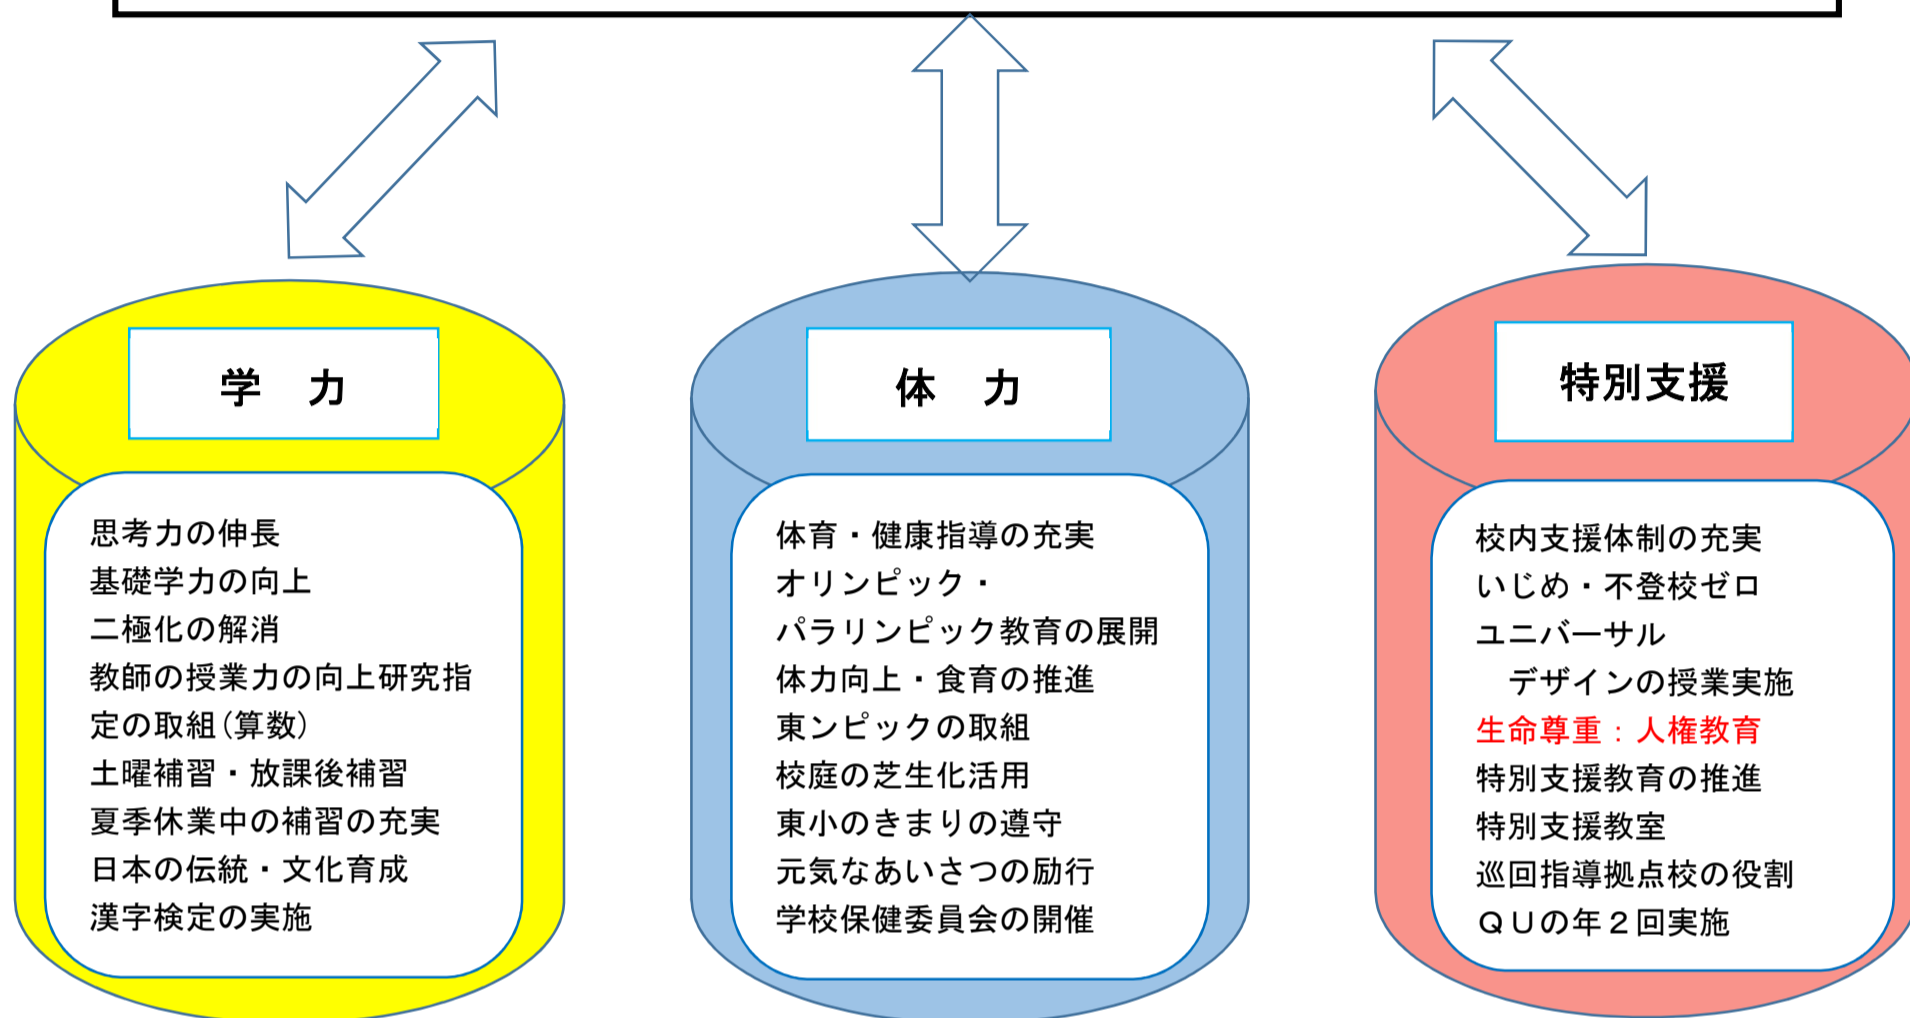 学　力
思考力の伸長
基礎学力の向上
二極化の解消
教師の授業力の向上研究指
定の取組(算数)
土曜補習・放課後補習
夏季休業中の補習の充実
日本の伝統・文化育成
漢字検定の実施
体　力
体育・健康指導の充実
オリンピック・
パラリンピック教育の展開
体力向上・食育の推進
東ンピックの取組
校庭の芝生化活用
東小のきまりの遵守
元気なあいさつの励行
学校保健委員会の開催
特別支援
校内支援体制の充実
いじめ・不登校ゼロ
ユニバーサル
　デザインの授業実施
生命尊重：人権教育
特別支援教育の推進
特別支援教室
巡回指導拠点校の役割
ＱＵの年２回実施